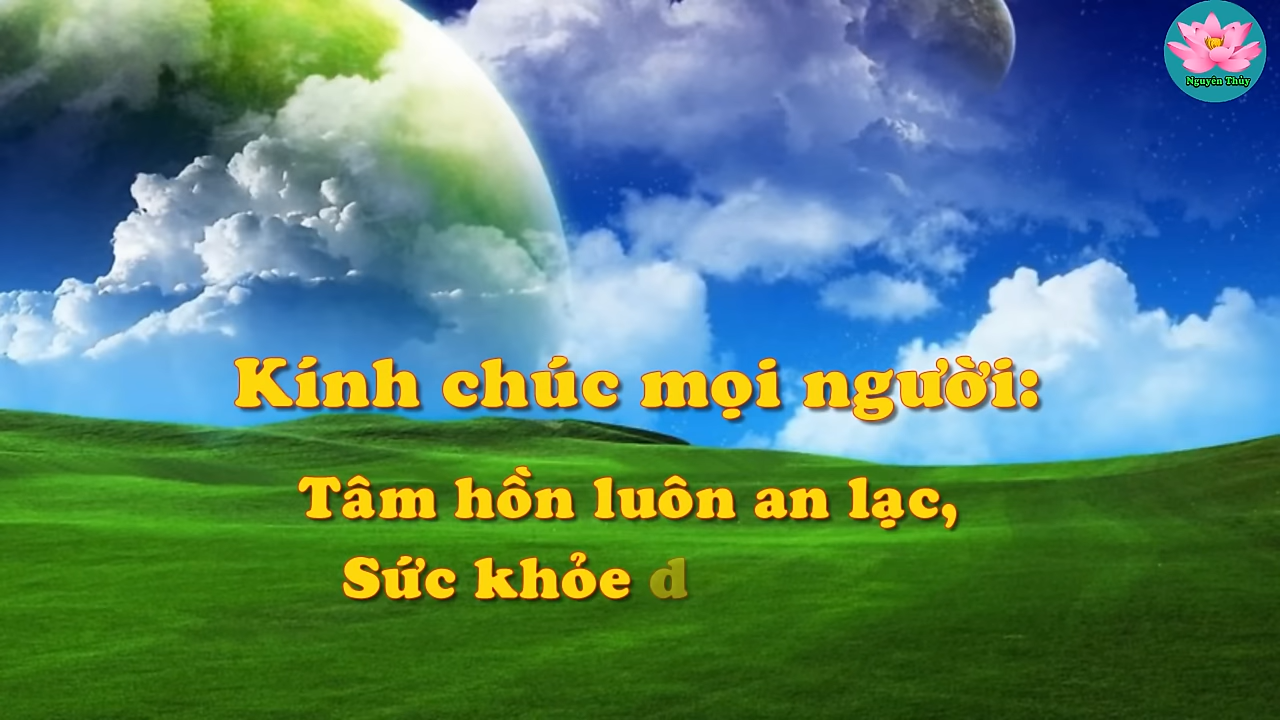 Nguyên Thủy
Kính chúc mọi người:
Tâm hồn luôn an lạc,
Sức khỏe d